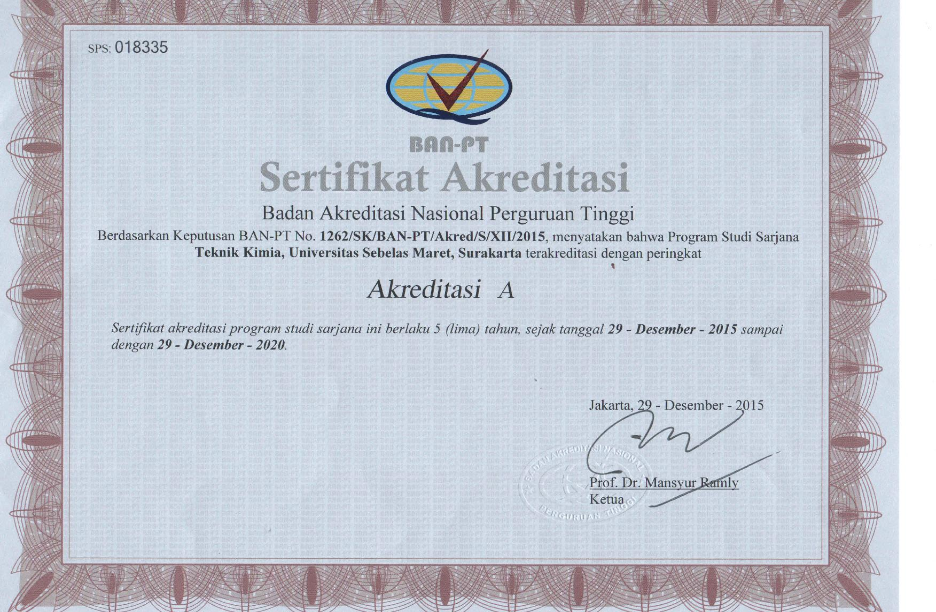 SPS: 018335
BAN-PT
Sertifikat Akreditasi
Badan Akreditasi Nasional Perguruan Tinggi
Berdasarkan Keputusan BAN-PT No. 1262/SK/BAN-PT/Akred/S/XII/2015, menyatakan bahwa Program Studi Sarjana
Teknik Kimia, Universitas Sebelas Maret, Surakarta terakreditasi dengan peringkat
Akreditasi A
Sertifikat akreditasi program studi sarjana ini berlaku 5 (lima) tahun, sejak tanggal 29 - Desember - 2015 sampai
dengan 29 - Desember - 2020.
Jakarta, 29 - Desember - 2015
Prof. Dr. Mansyur Ramly
Ketua
PERGURUAN TINGGI